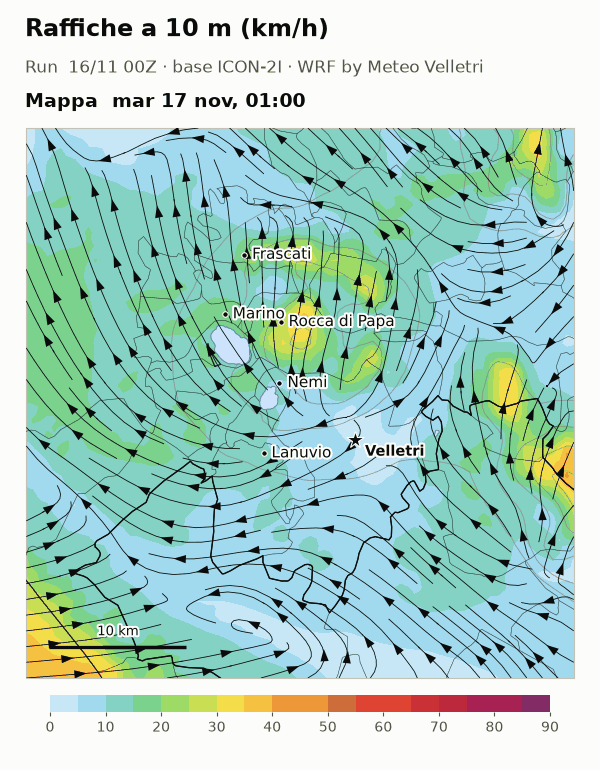 Raffiche a 10 m (km/h)
Run  16/11 00Z · base ICON-2I · WRF by Meteo Velletri
Mappa  mar 17 nov, 01:00
Frascati
Marino
Rocca di Papa
Nemi
Velletri
Lanuvio
10 km
0 10 20 30 40 50 60 70 80 90